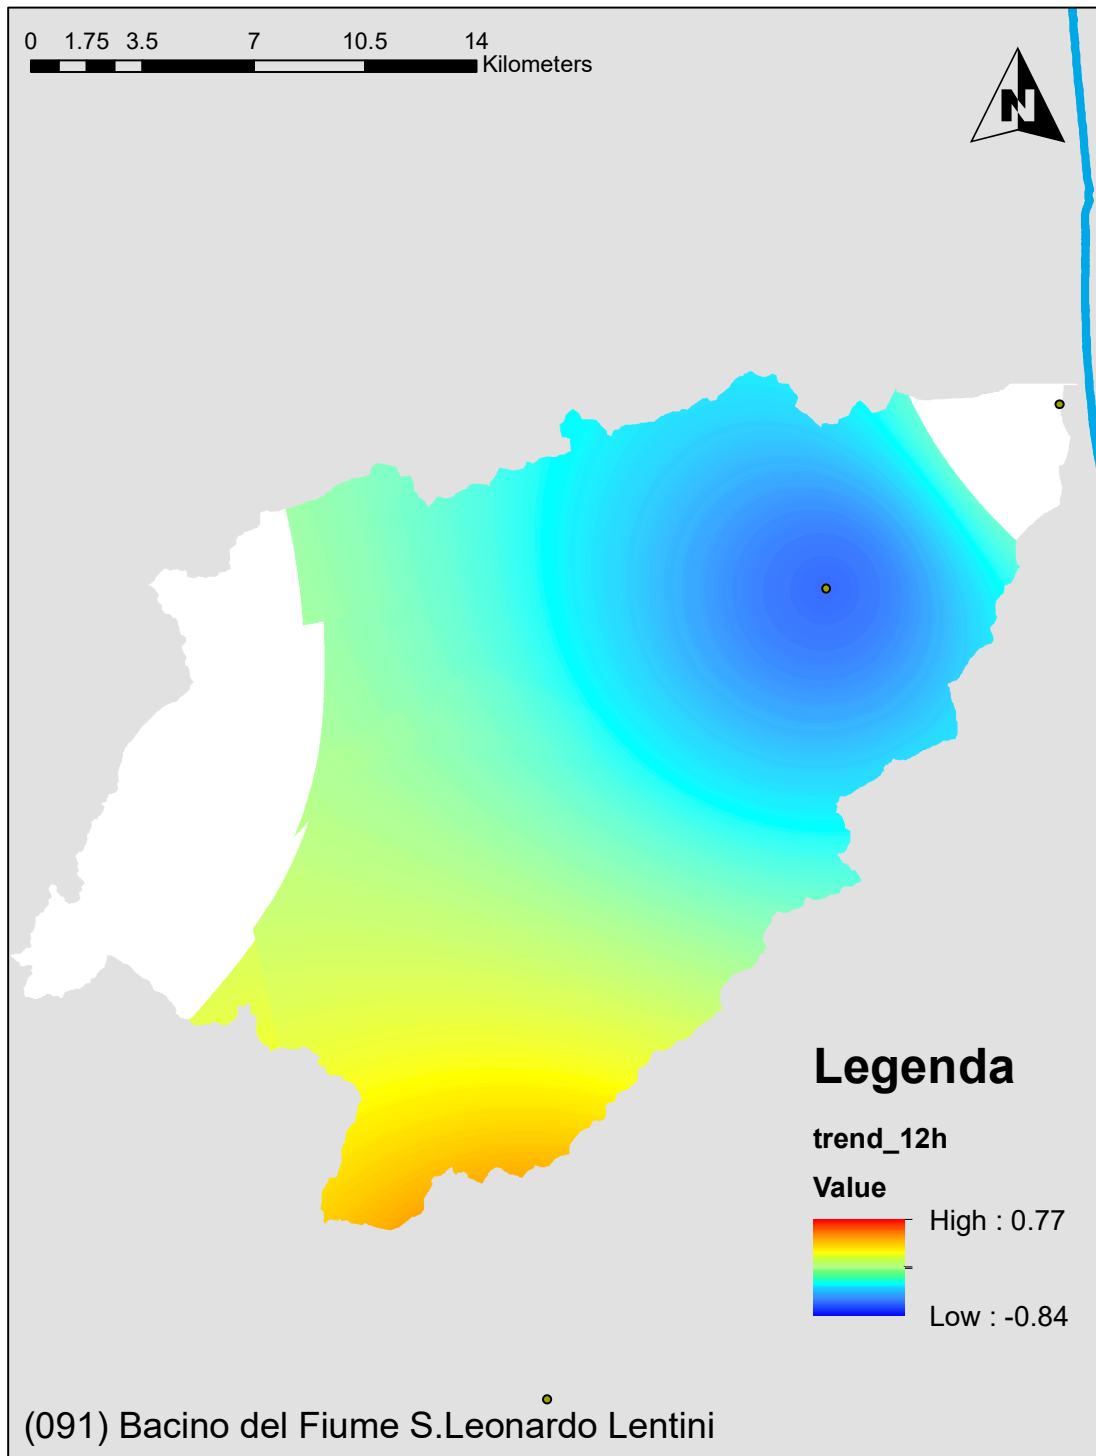 0 1.75 3.5 7 10.5 14
Kilometers
N
Legenda
trend_12h
Value
High : 0.77
Low : -0.84
(091) Bacino del Fiume S.Leonardo Lentini